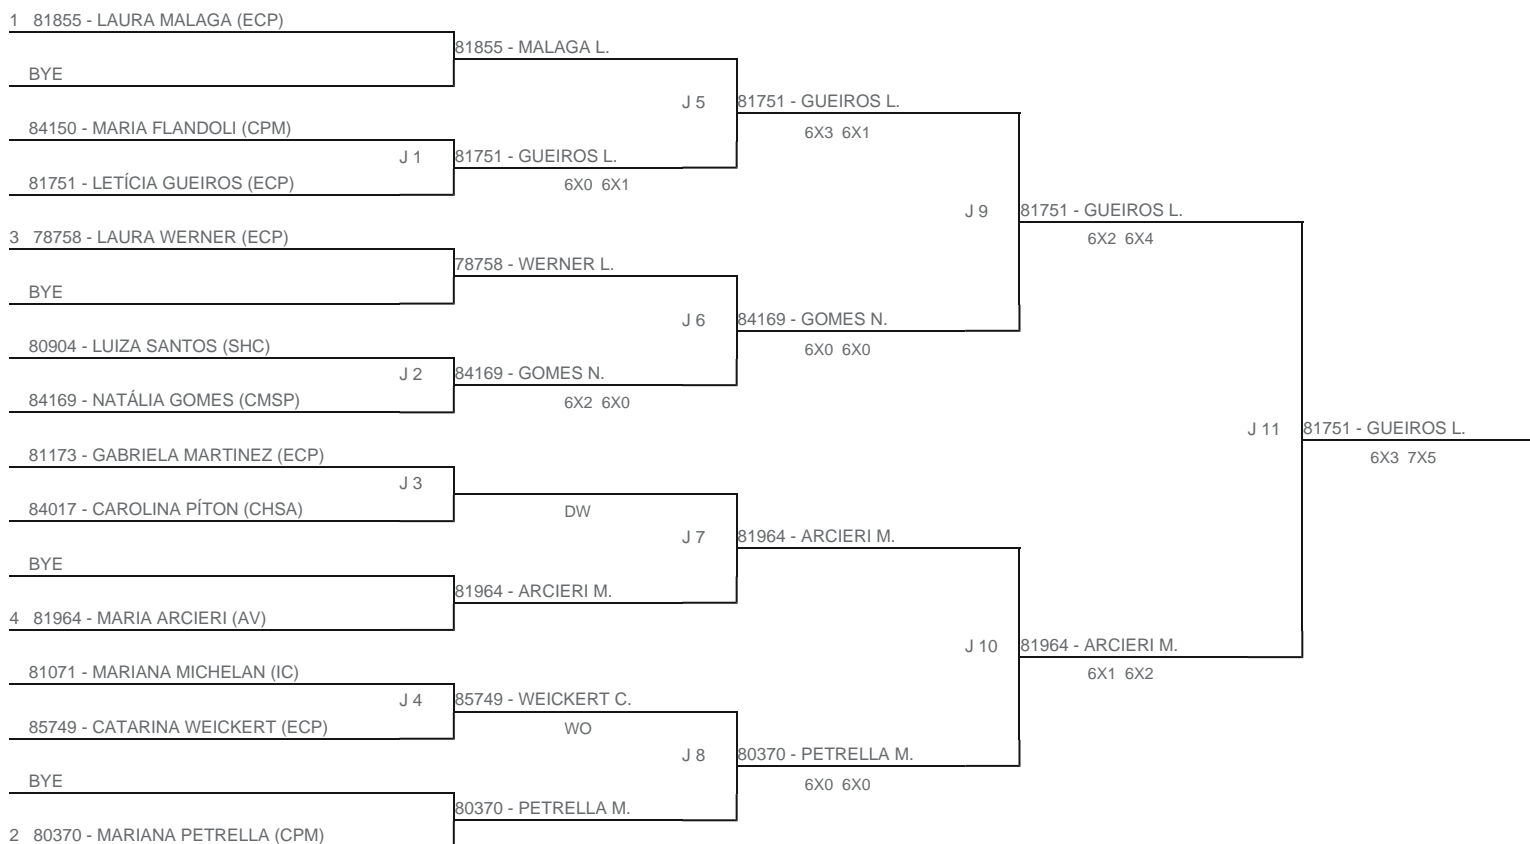 1 81855 - LAURA MALAGA (ECP)
81855 - MALAGA L.
BYE
J 5 81751 - GUEIROS L.
84150 - MARIA FLANDOLI (CPM)
6X3 6X1
J 1 81751 - GUEIROS L.
81751 - LETÍCIA GUEIROS (ECP)
6X0 6X1
J 9 81751 - GUEIROS L.
3 78758 - LAURA WERNER (ECP)
6X2 6X4
78758 - WERNER L.
BYE
J 6 84169 - GOMES N.
80904 - LUIZA SANTOS (SHC)
6X0 6X0
J 2 84169 - GOMES N.
84169 - NATÁLIA GOMES (CMSP)
6X2 6X0
J 11 81751 - GUEIROS L.
81173 - GABRIELA MARTINEZ (ECP)
6X3 7X5
J 3
84017 - CAROLINA PÍTON (CHSA)
DW
J 7 81964 - ARCIERI M.
BYE
81964 - ARCIERI M.
4 81964 - MARIA ARCIERI (AV)
J 10 81964 - ARCIERI M.
81071 - MARIANA MICHELAN (IC)
6X1 6X2
J 4 85749 - WEICKERT C.
85749 - CATARINA WEICKERT (ECP)
WO
J 8 80370 - PETRELLA M.
BYE
6X0 6X0
80370 - PETRELLA M.
2 80370 - MARIANA PETRELLA (CPM)